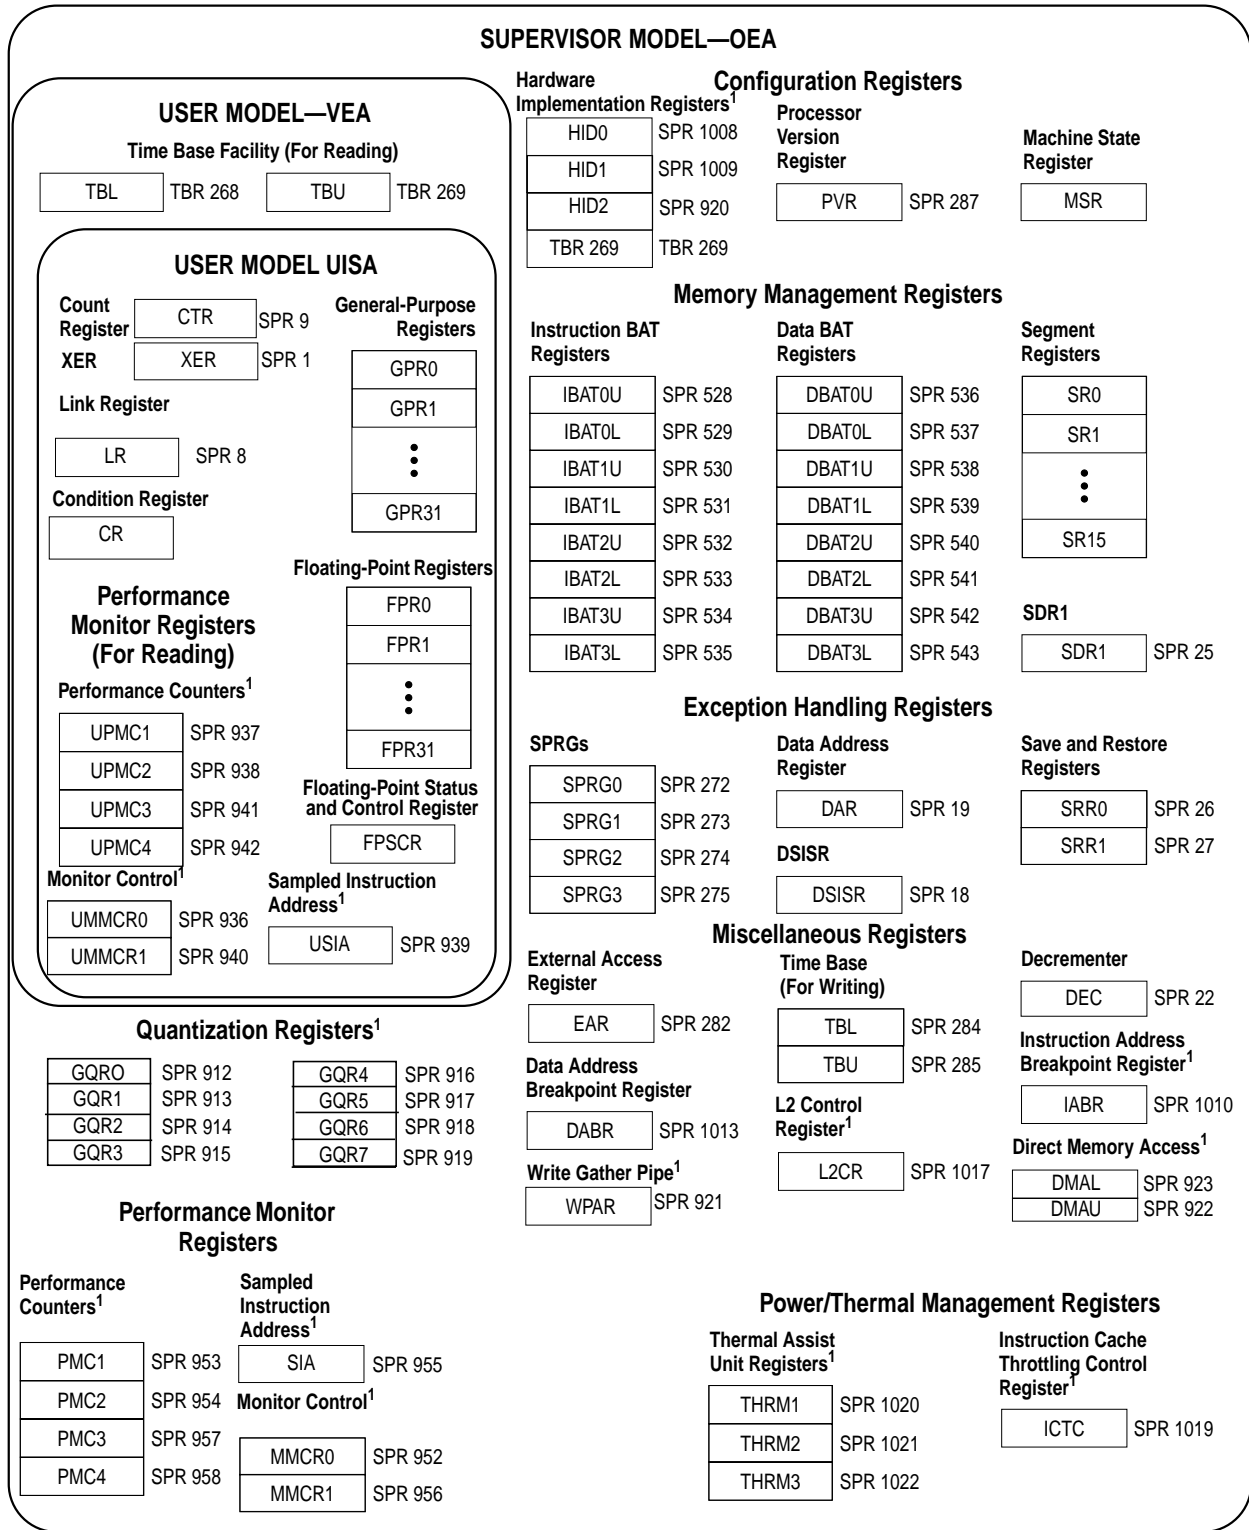 SUPERVISOR MODEL—OEA
USER MODEL—VEA
Time Base Facility (For Reading)
TBL TBR 268 TBU TBR 269
USER MODEL UISA
Count
Register
CTR SPR 9
XER XER SPR 1
Link Register
LR SPR 8
Condition Register
CR
General-Purpose
Registers
GPR0
GPR1
GPR31
Floating-Point Registers
FPR0
FPR1
FPR31
Floating-Point Status
and Control Register
FPSCR
Performance
Monitor Registers
(For Reading)
Performance Counters1
UPMC1 SPR 937
UPMC2 SPR 938
UPMC3 SPR 941
UPMC4 SPR 942
Monitor Control1
UMMCR0 SPR 936
UMMCR1 SPR 940
Sampled Instruction
Address1
USIA SPR 939
Configuration Registers
Hardware
Implementation Registers1
HID0 SPR 1008
HID1 SPR 1009
HID2 SPR 920
TBR 269 TBR 269
Processor
Version
Register
PVR SPR 287
Machine State
Register
MSR
Memory Management Registers
Instruction BAT
Registers
IBAT0U SPR 528
IBAT0L SPR 529
IBAT1U SPR 530
IBAT1L SPR 531
IBAT2U SPR 532
IBAT2L SPR 533
IBAT3U SPR 534
IBAT3L SPR 535
Data BAT
Registers
DBAT0U SPR 536
DBAT0L SPR 537
DBAT1U SPR 538
DBAT1L SPR 539
DBAT2U SPR 540
DBAT2L SPR 541
DBAT3U SPR 542
DBAT3L SPR 543
Segment
Registers
SR0
SR1
SR15
SDR1
SDR1 SPR 25
Exception Handling Registers
SPRGs
SPRG0 SPR 272
SPRG1 SPR 273
SPRG2 SPR 274
SPRG3 SPR 275
Data Address
Register
DAR SPR 19
DSISR
DSISR SPR 18
Save and Restore
Registers
SRR0 SPR 26
SRR1 SPR 27
Miscellaneous Registers
External Access
Register
EAR SPR 282
Data Address
Breakpoint Register
DABR SPR 1013
Write Gather Pipe1
WPAR SPR 921
Time Base
(For Writing)
TBL SPR 284
TBU SPR 285
L2 Control
Register1
L2CR SPR 1017
Decrementer
DEC SPR 22
Instruction Address
Breakpoint Register1
IABR SPR 1010
Direct Memory Access1
DMAL SPR 923
DMAU SPR 922
Quantization Registers1
GQRO SPR 912
GQR1 SPR 913
GQR2 SPR 914
GQR3 SPR 915
GQR4 SPR 916
GQR5 SPR 917
GQR6 SPR 918
GQR7 SPR 919
Performance Monitor
Registers
Performance
Counters1
PMC1 SPR 953
PMC2 SPR 954
PMC3 SPR 957
PMC4 SPR 958
Sampled
Instruction
Address1
SIA SPR 955
Monitor Control1
MMCR0 SPR 952
MMCR1 SPR 956
Power/Thermal Management Registers
Thermal Assist
Unit Registers1
THRM1 SPR 1020
THRM2 SPR 1021
THRM3 SPR 1022
Instruction Cache
Throttling Control
Register1
ICTC SPR 1019